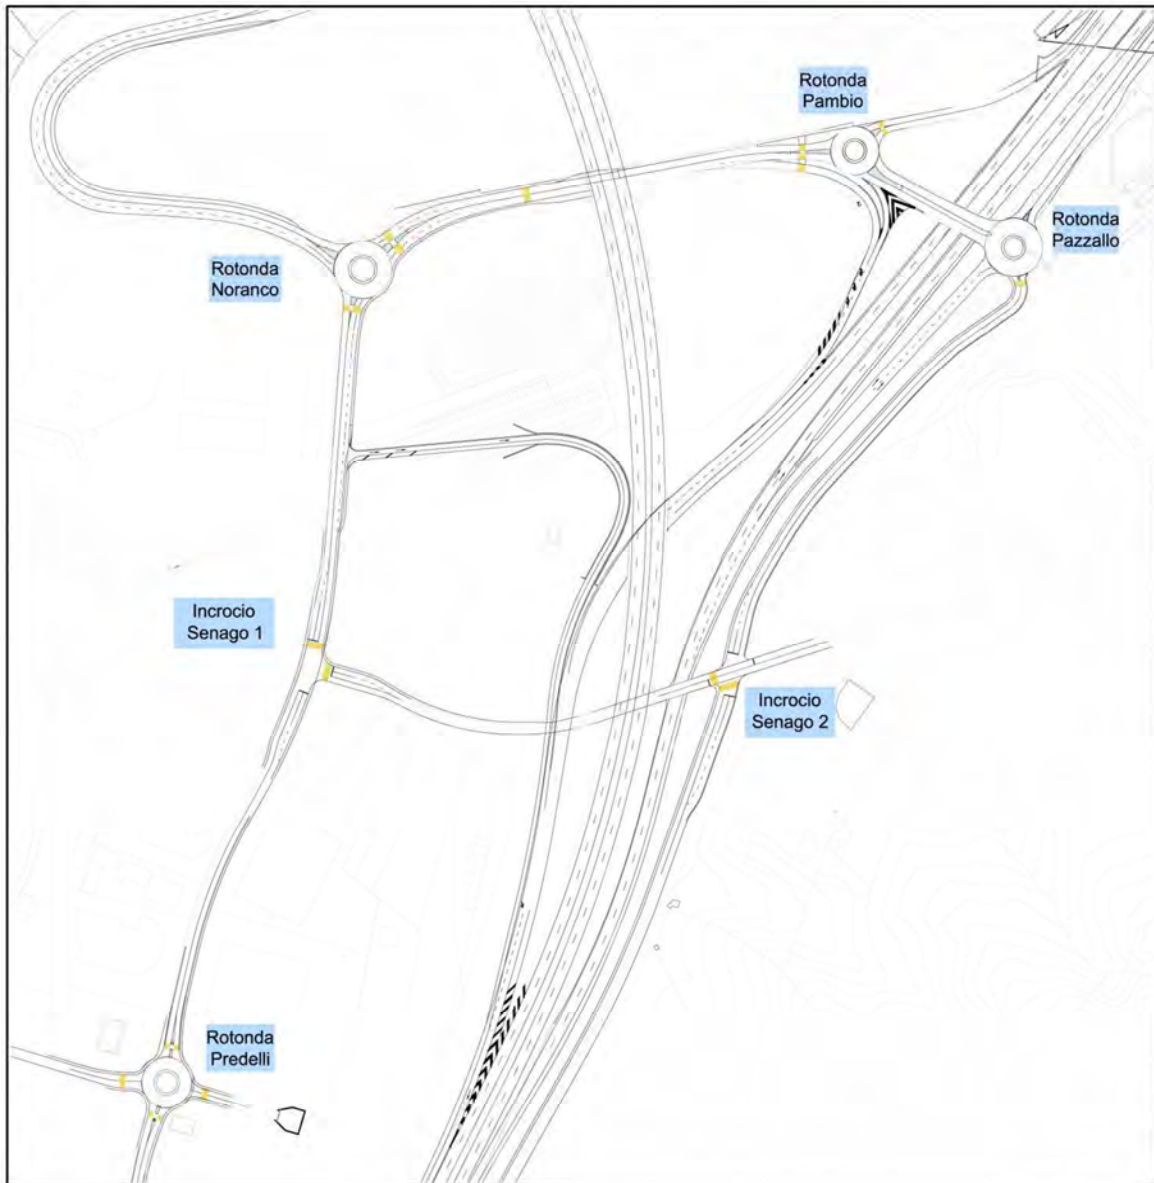 Rotonda
Pambio
Rotonda
Pazzallo
Rotonda
Noranco
Incrocio
Senago 1
Incrocio
Senago 2
Rotonda
Predelli